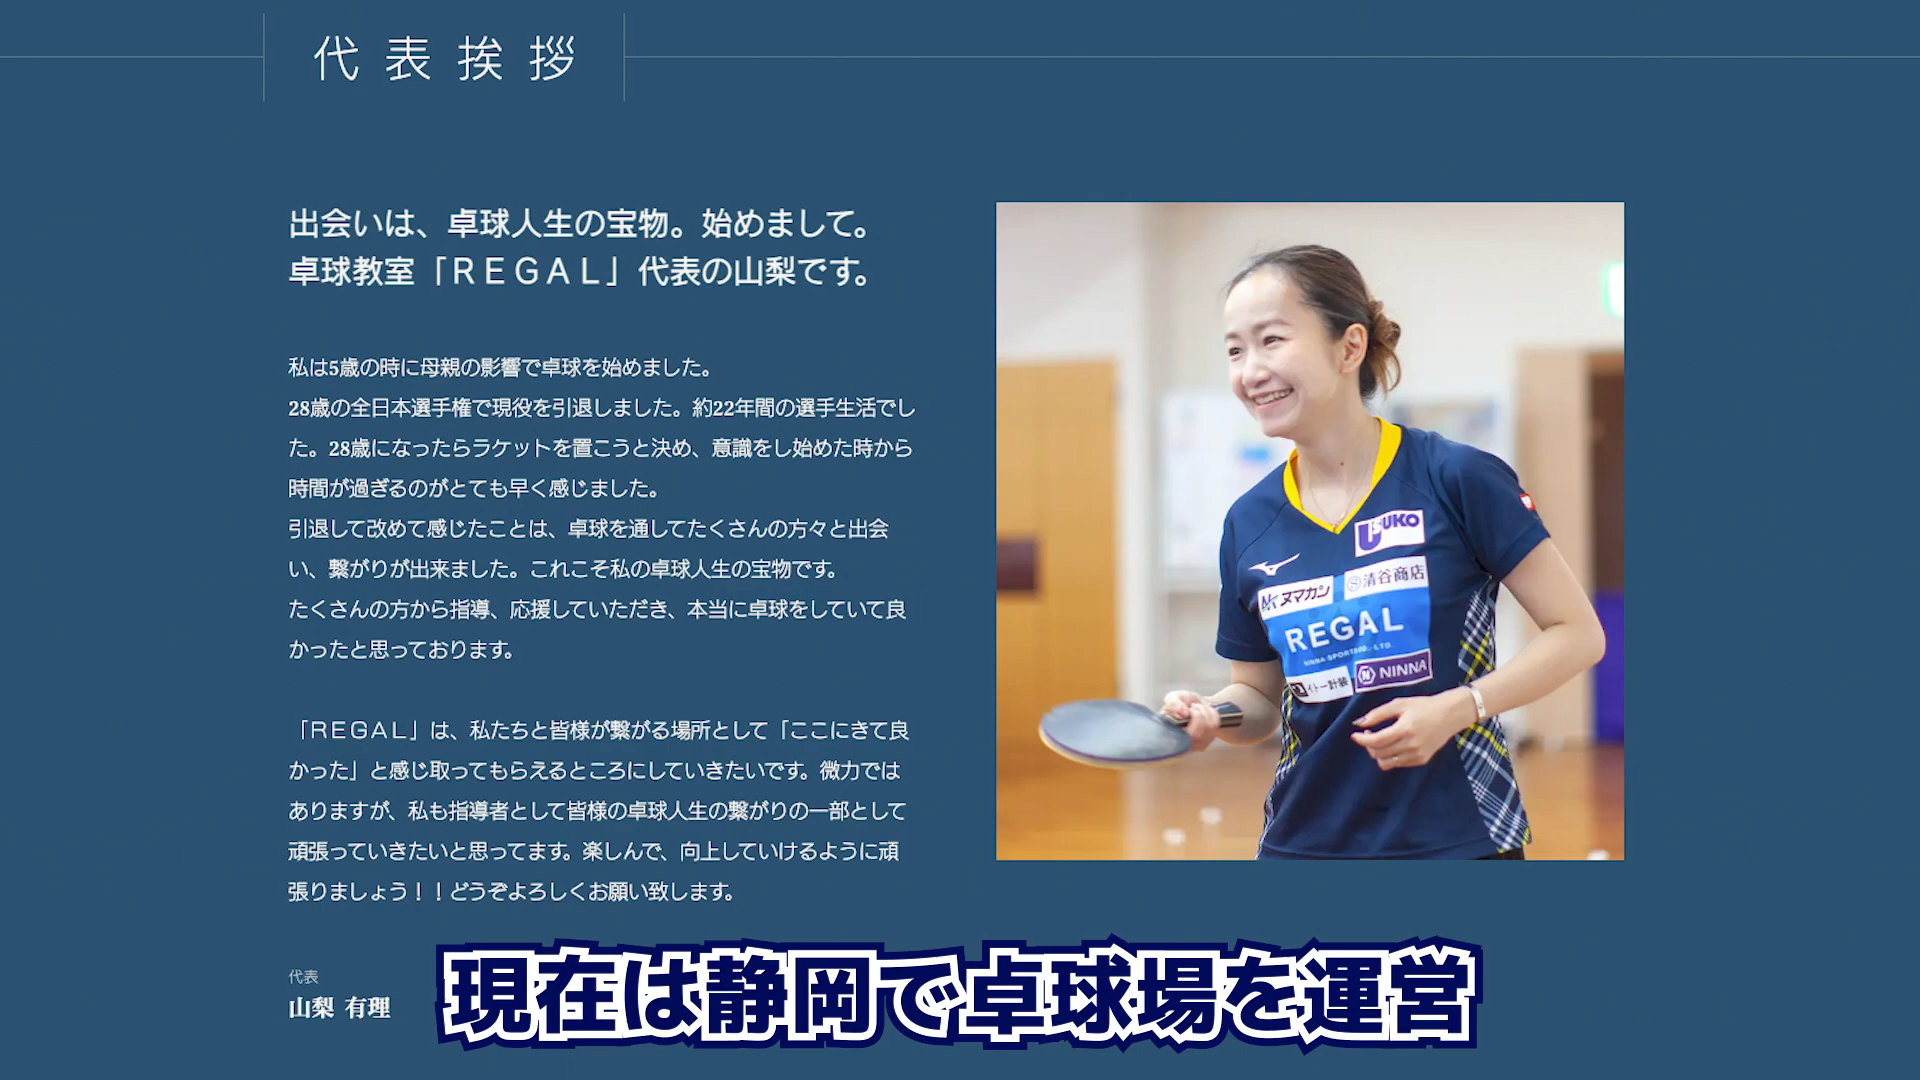 代表挨拶
出会いは、卓球人生の宝物。始めまして。
卓球教室「ＲＥＧＡＬ」代表の山梨です。
私は5歳の時に母親の影響で卓球を始めました。
28歳の全日本選手権で現役を引退しました。約22年間の選手生活でし
た。28歳になったらラケットを置こうと決め、意識をし始めた時から
時間が過ぎるのがとても早く感じました。
引退して改めて感じたことは、卓球を通してたくさんの方々と出会
い、繋がりが出来ました。これこそ私の卓球人生の宝物です。
たくさんの方から指導、応援していただき、本当に卓球をしていて良
かったと思っております。
「ＲＥＧＡＬ」は、私たちと皆様が繋がる場所として「ここにきて良
かった」と感じ取ってもらえるところにしていきたいです。微力では
ありますが、私も指導者として皆様の卓球人生の繋がりの一部として
頑張っていきたいと思ってます。楽しんで、向上していけるように頑
張りましょう！！どうぞよろしくお願い致します。
代表
山梨 有理
ヌマカン
清谷商店
REGAL
イトー計装
NINNA
現在は静岡で卓球場を運営